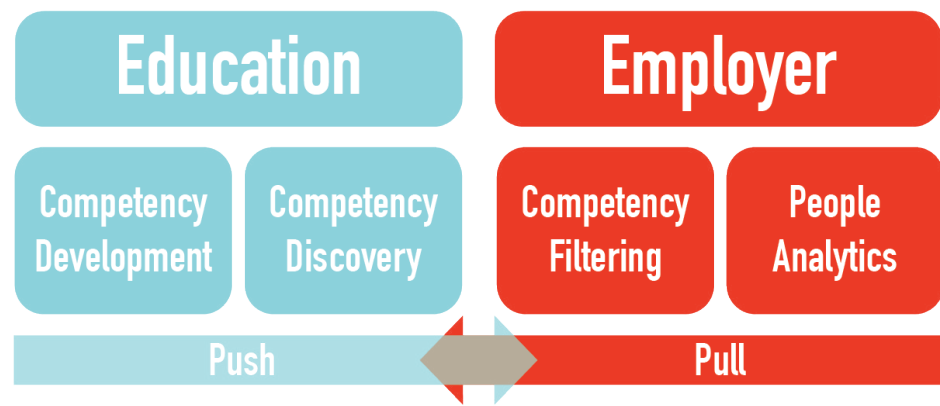 Education
Employer
Competency
Development
Competency
Discovery
Competency
Filtering
People
Analytics
Push
Pull